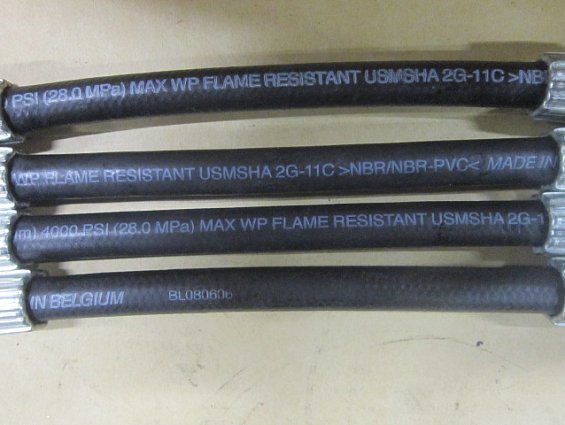 PSI (28.0 MPa) MAX WP FLAME RESISTANT USMSHA 2G-11C >NBR
WP FLAME RESISTANT USMSHA 2G-11C >NBR/NBR-PVC< MADE IN
m) 4000 PSI (28.0 MPa) MAX WP FLAME RESISTANT USMSHA 2G-1
IN BELGIUM BL080606